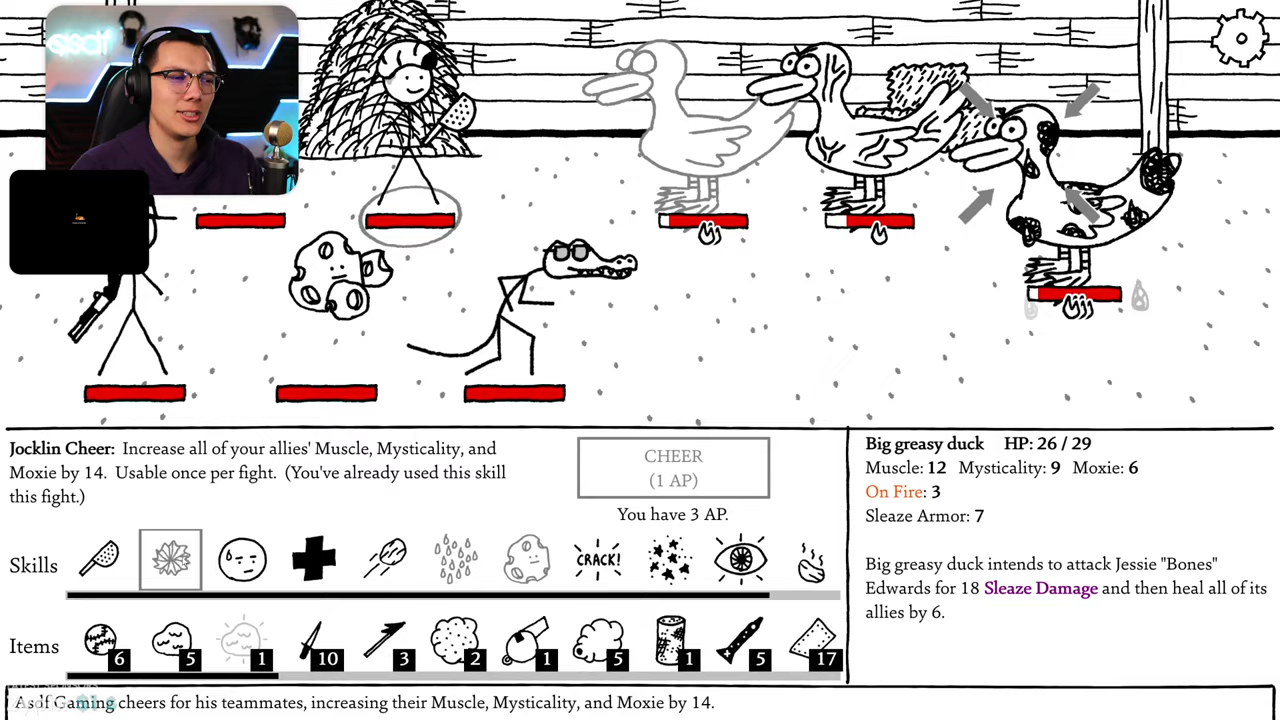 asdf
Jocklin Cheer: Increase all of your allies' Muscle, Mysticality, and
Moxie by 14. Usable once per fight. (You've already used this skill
this fight.)
CHEER
(1 AP)
You have 3 AP.
Skills
CRACK!
Items
6
5
1
10
3
2
1
5
1
5
17
Big greasy duck HP: 26 / 29
Muscle: 12 Mysticality: 9 Moxie: 6
On Fire: 3
Sleaze Armor: 7
Big greasy duck intends to attack Jessie "Bones"
Edwards for 18 Sleaze Damage and then heal all of its
allies by 6.
Asdf Gaming cheers for his teammates, increasing their Muscle, Mysticality, and Moxie by 14.